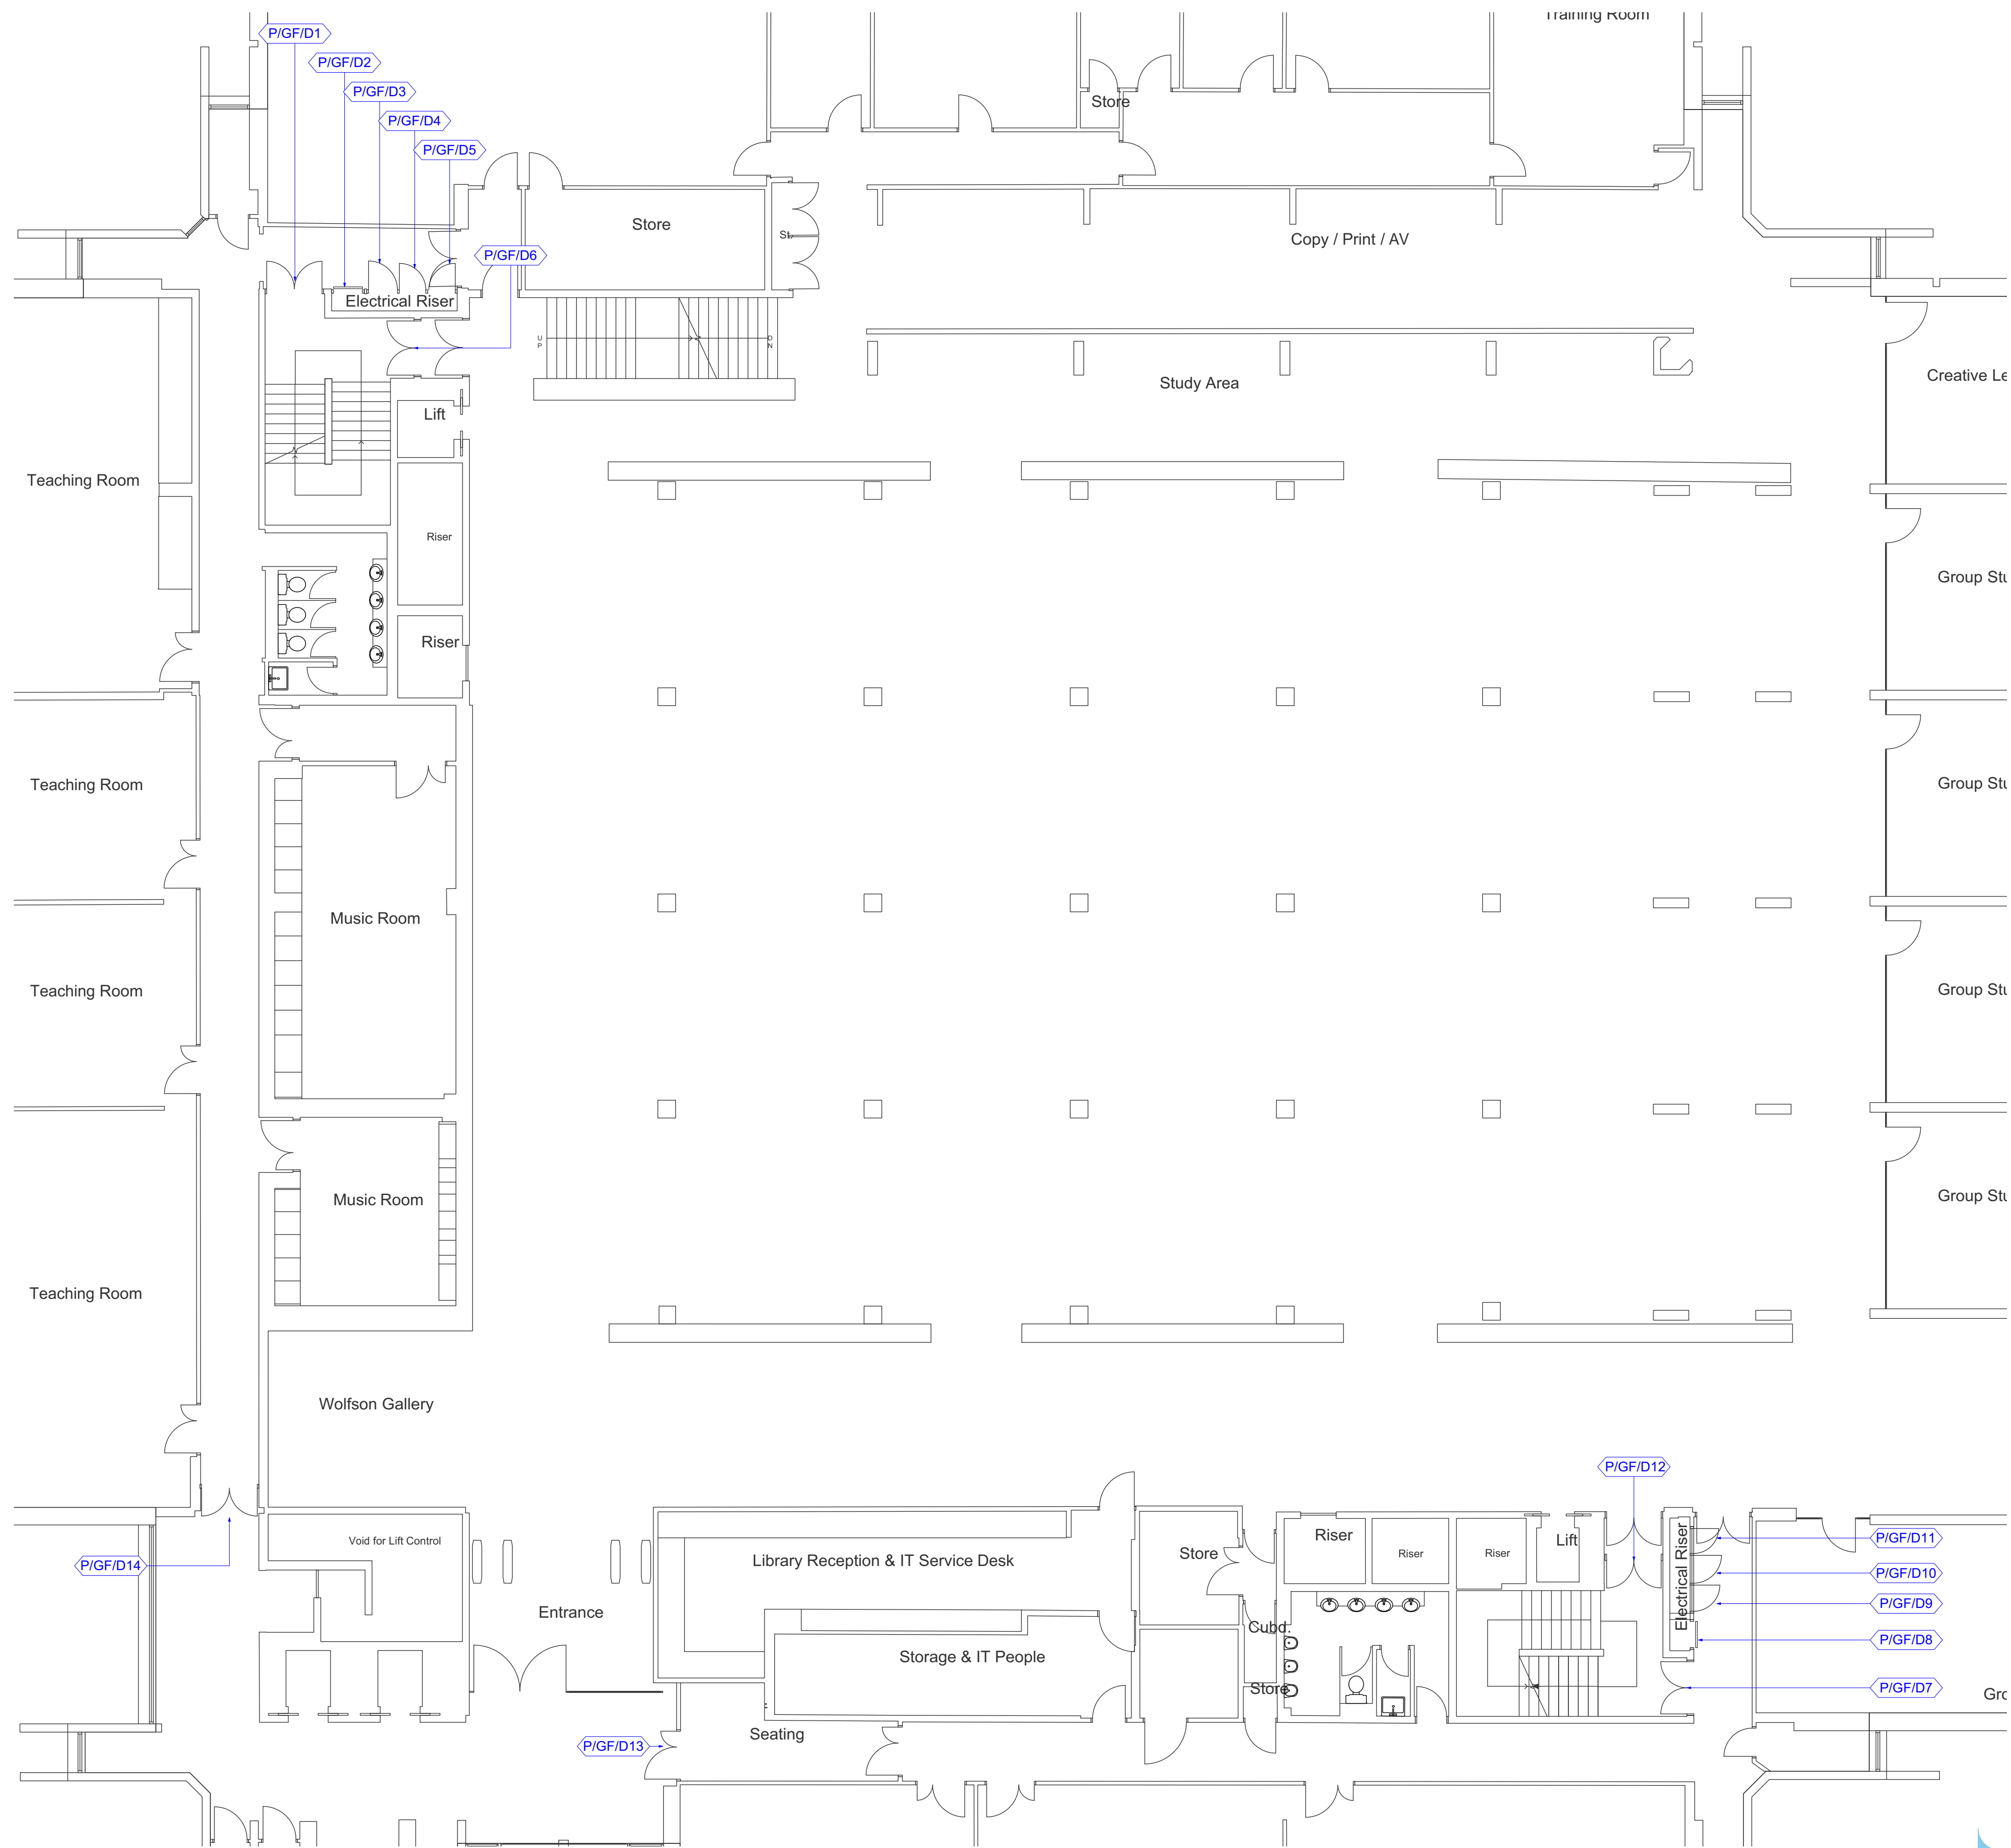 Training Room
P/GF/D1
P/GF/D2
P/GF/D3
Store
P/GF/D4
P/GF/D5
Store
St.
Copy / Print / AV
P/GF/D6
Electrical Riser
UP
DN
Study Area
Creative Le
Lift
Teaching Room
Riser
Group Stu
Riser
Teaching Room
Group Stu
Music Room
Teaching Room
Group Stu
Music Room
Group Stu
Teaching Room
Wolfson Gallery
P/GF/D12
Void for Lift Control
Riser
Lift
P/GF/D11
Store
Riser
Riser
Library Reception & IT Service Desk
P/GF/D14
P/GF/D10
Electrical Riser
P/GF/D9
Entrance
Cubd.
P/GF/D8
Storage & IT People
Store
P/GF/D7
Gro
Seating
P/GF/D13